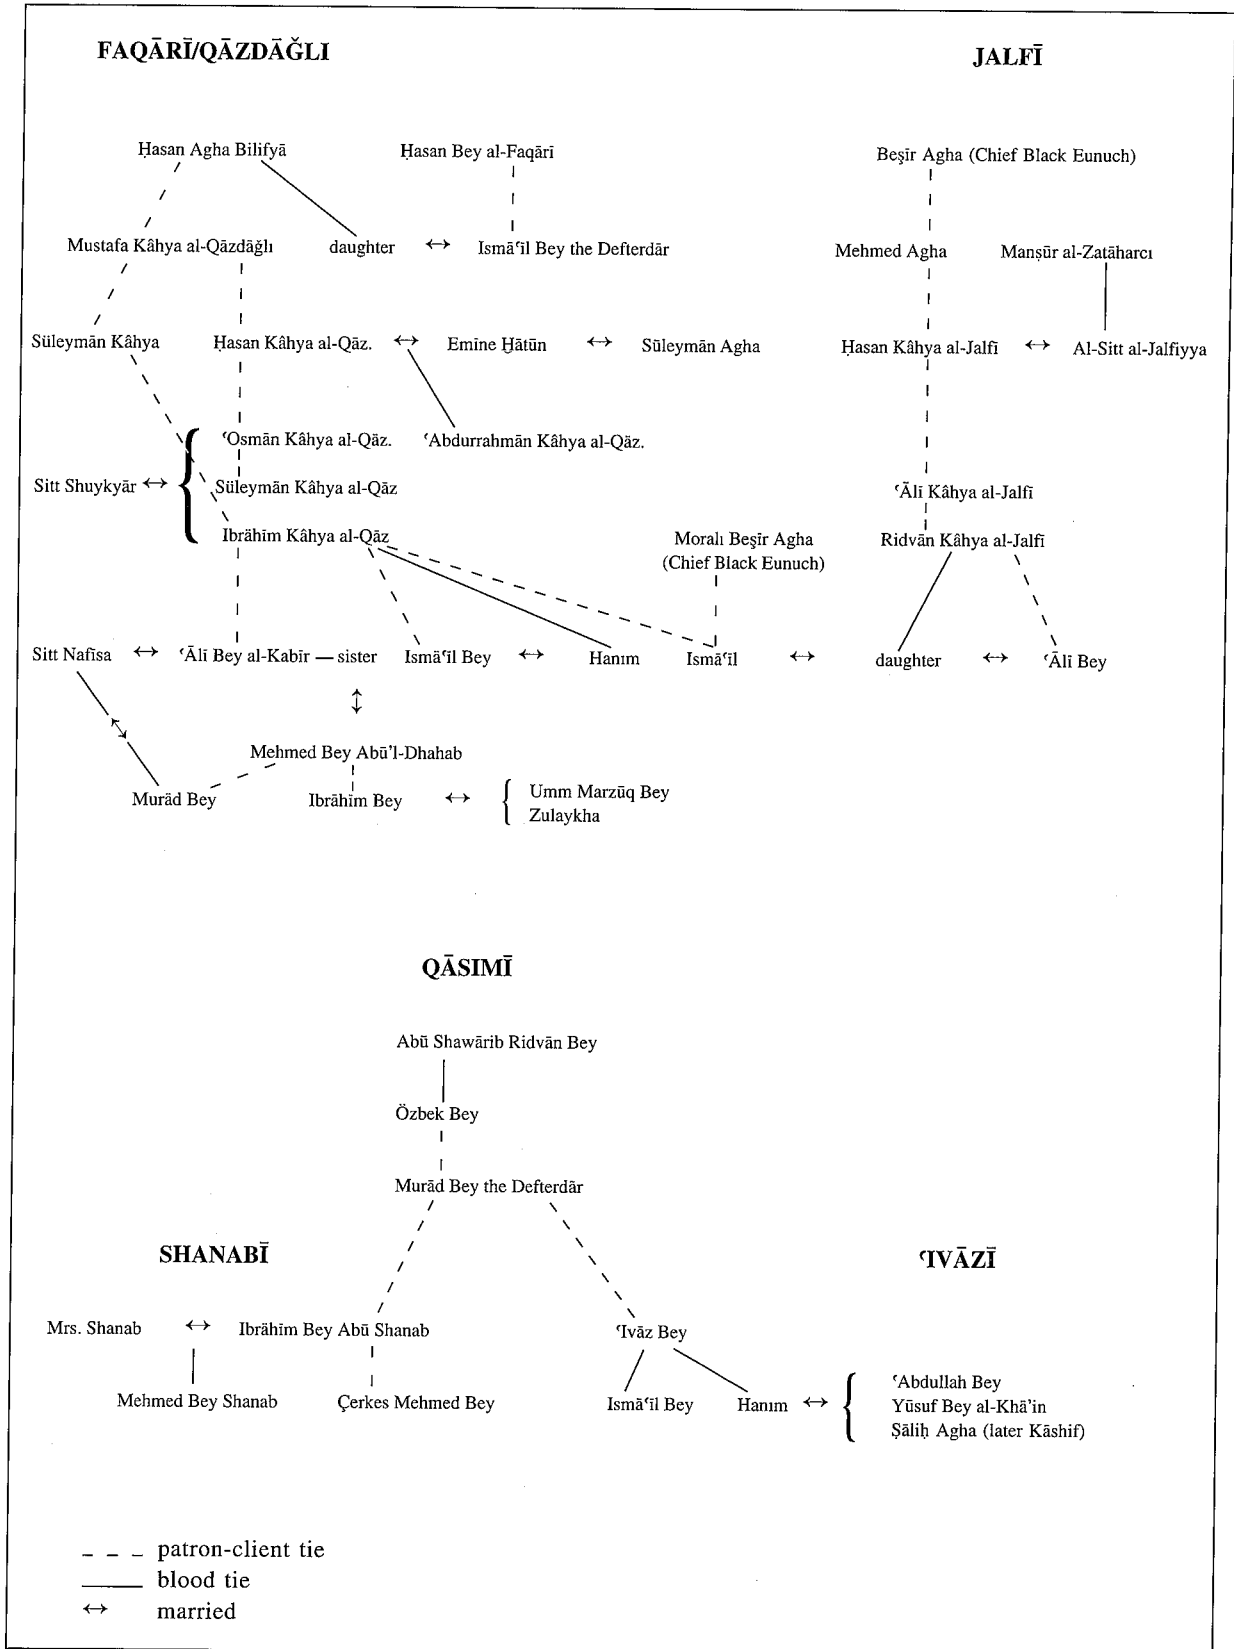 FAQĀRĪ/QĀZDĀĞLI
JALFĪ
Ḥasan Agha Bilifyā
Ḥasan Bey al-Faqārī
Beşīr Agha (Chief Black Eunuch)
Mustafa Kâhya al-Qāzdāğlı
daughter ↔ Ismāʿīl Bey the Defterdār
Mehmed Agha
Manṣūr al-Zatāharcı
Süleymān Kâhya
Ḥasan Kâhya al-Qāz. ↔ Emīne Ḫātūn ↔ Süleymān Agha
Ḥasan Kâhya al-Jalfī ↔ Al-Sitt al-Jalfiyya
ʿOsmān Kâhya al-Qāz.
ʿAbdurrahmān Kâhya al-Qāz.
Sitt Shuykyār ↔ { Süleymān Kâhya al-Qāz
ʿĀlī Kâhya al-Jalfī
Ibrāhīm Kâhya al-Qāz
Moralı Beşīr Agha
(Chief Black Eunuch)
Ridvān Kâhya al-Jalfī
Sitt Nafīsa ↔ ʿĀlī Bey al-Kabīr — sister
Ismāʿīl Bey ↔ Hanım
Ismāʿīl ↔ daughter ↔ ʿĀlī Bey
↕
Mehmed Bey Abū'l-Dhahab
Murād Bey
Ibrāhīm Bey ↔ { Umm Marzūq Bey
Zulaykha
QĀSIMĪ
Abū Shawārib Ridvān Bey
Özbek Bey
Murād Bey the Defterdār
SHANABĪ
ʿIVĀZĪ
Mrs. Shanab ↔ Ibrāhīm Bey Abū Shanab
ʿIvāz Bey
Mehmed Bey Shanab
Çerkes Mehmed Bey
Ismāʿīl Bey
Hanım ↔ { ʿAbdullah Bey
Yūsuf Bey al-Khā'in
Ṣāliḥ Agha (later Kāshif)
_ _ _ patron-client tie
____ blood tie
↔ married